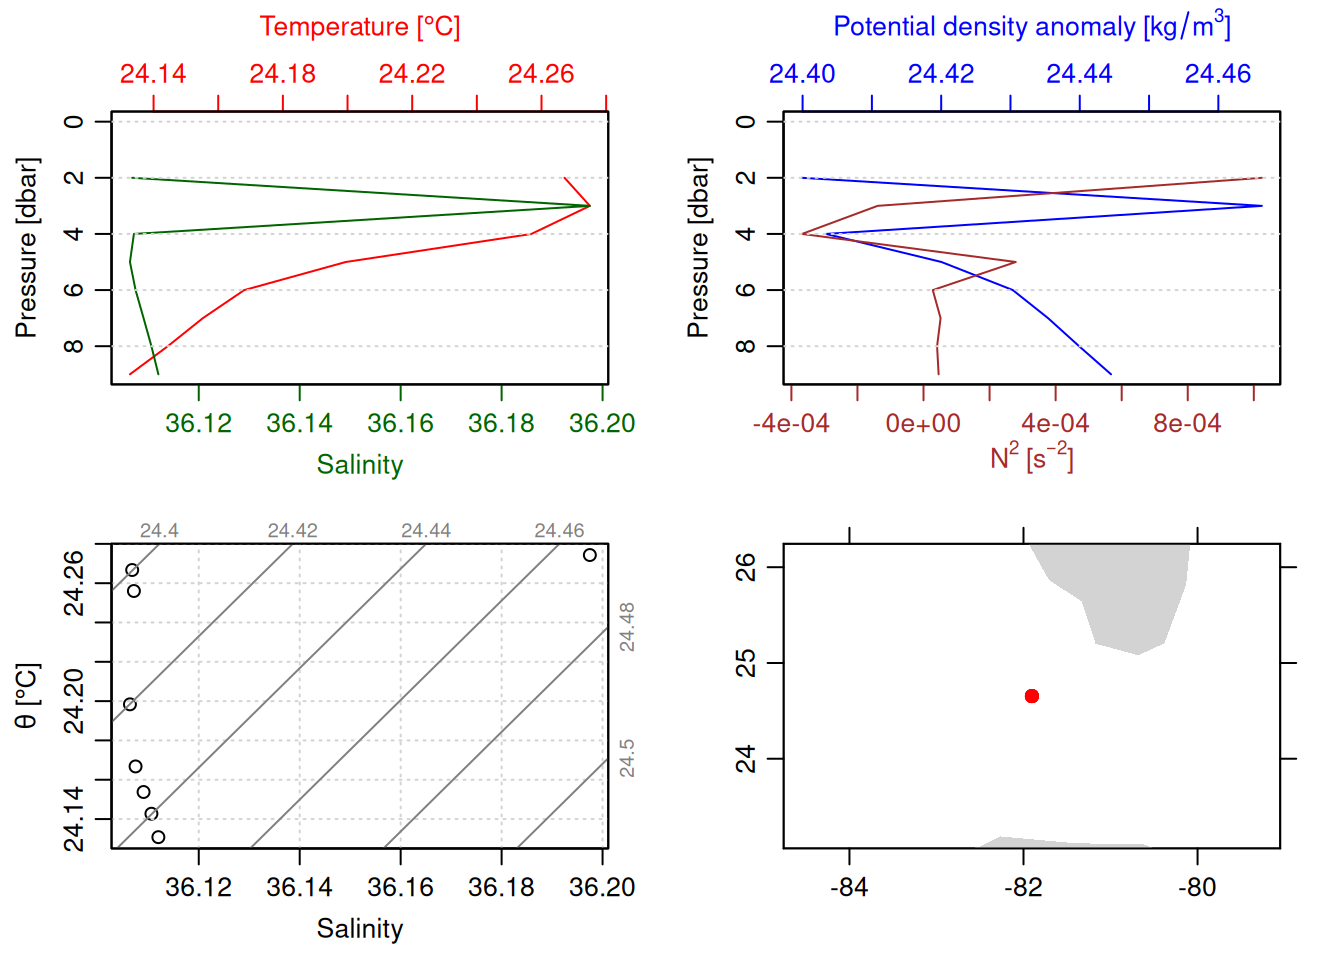 Temperature [°C]
24.14 24.18 24.22 24.26
0
2
4
6
8
Pressure [dbar]
36.12 36.14 36.16 36.18 36.20
Salinity
Potential density anomaly [kg/m³]
24.40 24.42 24.44 24.46
0
2
4
6
8
Pressure [dbar]
-4e-04 0e+00 4e-04 8e-04
N² [s⁻²]
24.4 24.42 24.44 24.46
24.48
24.5
24.26
24.20
24.14
θ [°C]
36.12 36.14 36.16 36.18 36.20
Salinity
26
25
24
-84 -82 -80